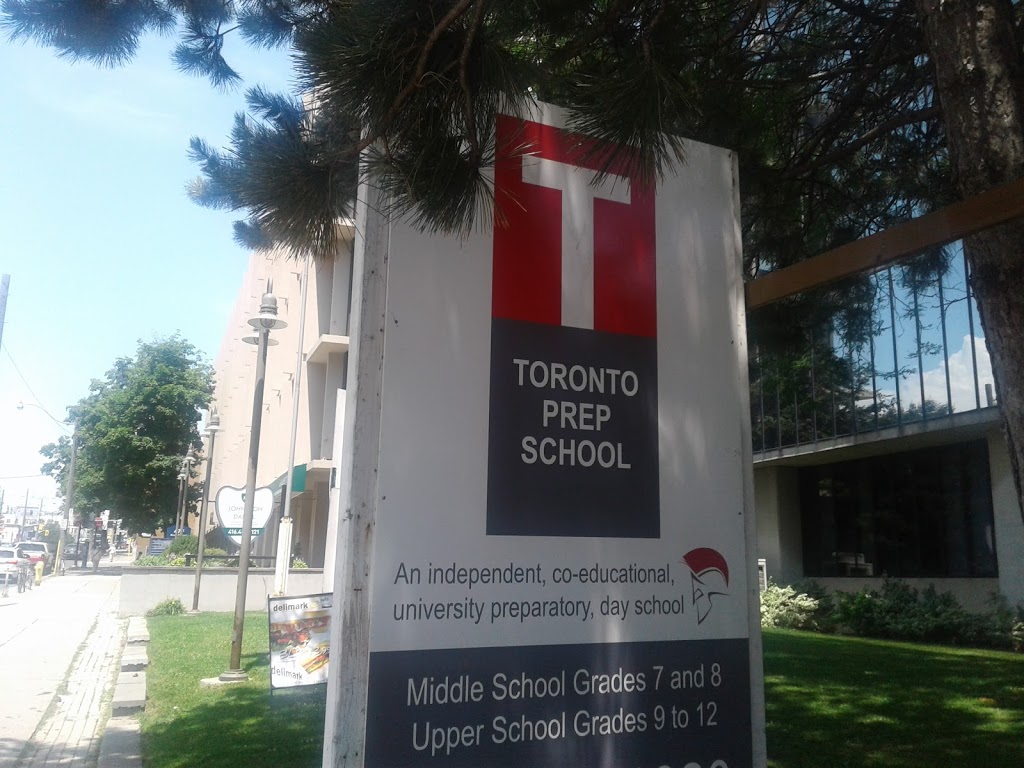 T
TORONTO
PREP
SCHOOL
An independent, co-educational,
university preparatory, day school
Middle School Grades 7 and 8
Upper School Grades 9 to 12
delimark
delimark